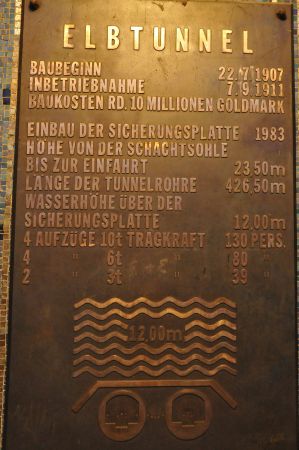 ELBTUNNEL
BAUBEGINN 22.7.1907
INBETRIEBNAHME 7.9.1911
BAUKOSTEN RD. 10 MILLIONEN GOLDMARK
EINBAU DER SICHERUNGSPLATTE 1983
HÖHE VON DER SCHACHTSOHLE
BIS ZUR EINFAHRT 23,50m
LÄNGE DER TUNNELRÖHRE 426,50m
WASSERHÖHE ÜBER DER
SICHERUNGSPLATTE 12,00m
4 AUFZÜGE 10t TRAGKRAFT 130 PERS.
4 " 6t " 80 "
2 " 3t " 39 "
12,00m